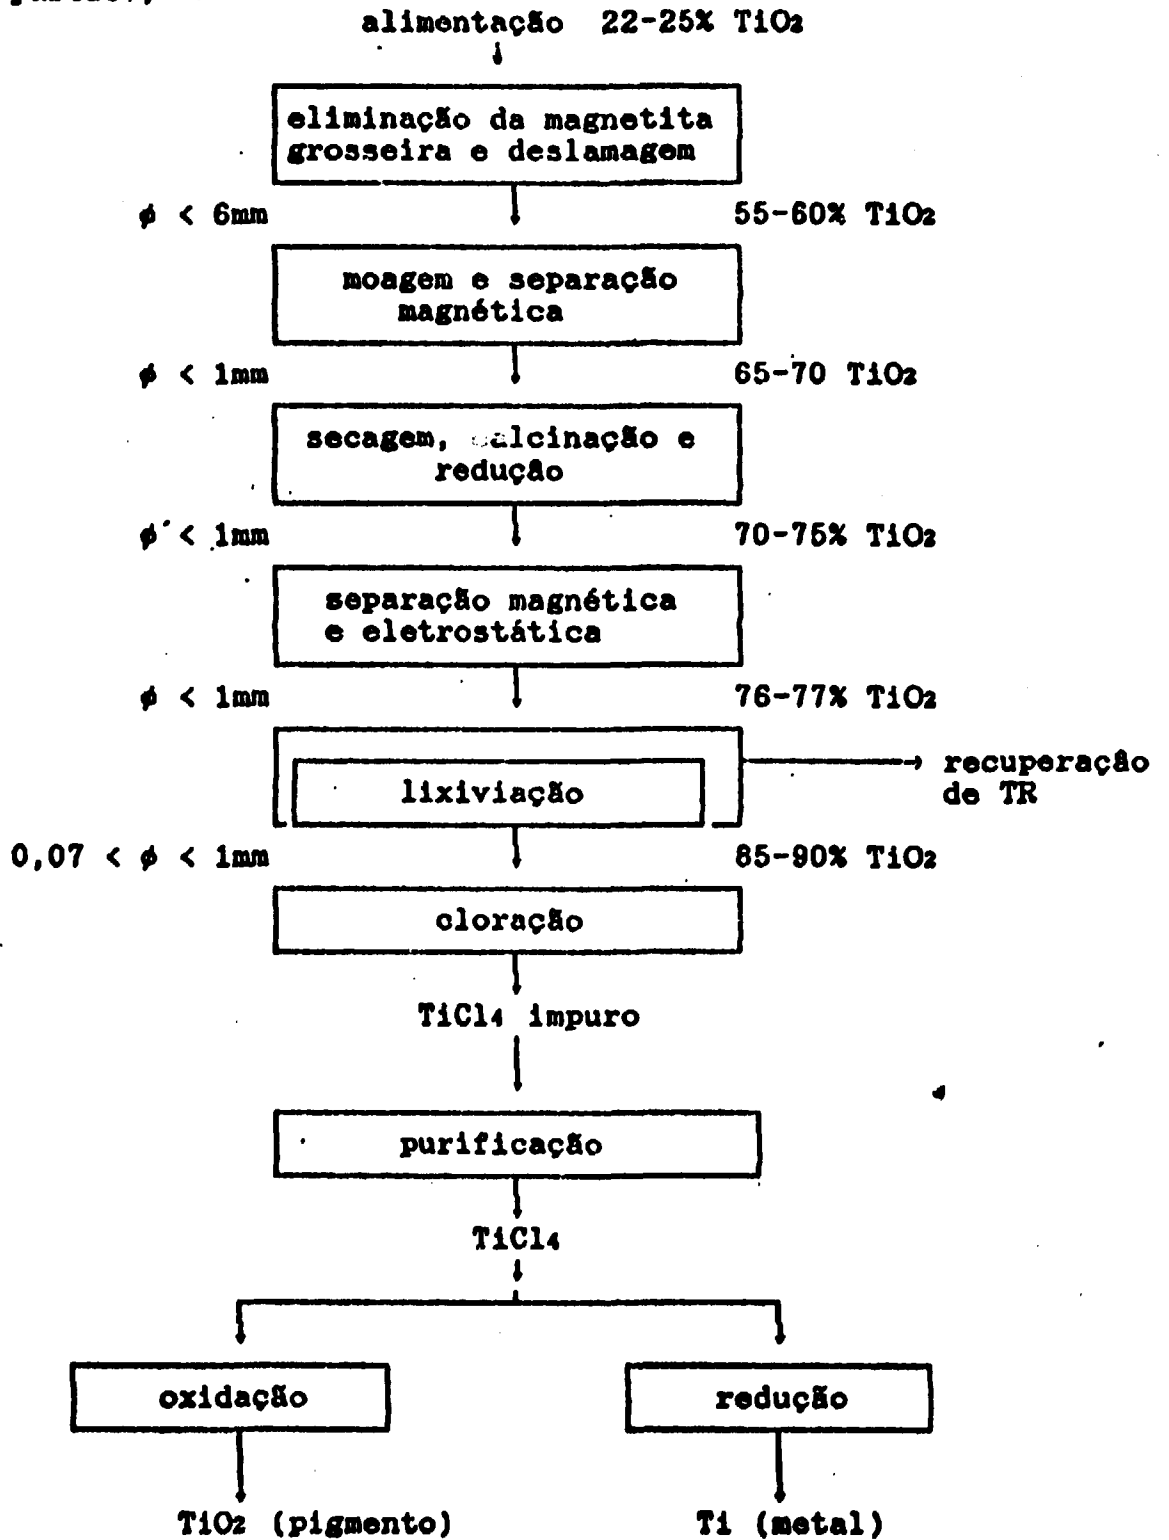 alimentação 22-25% TiO2
eliminação da magnetita
grosseira e deslamagem
ø < 6mm 55-60% TiO2
moagem e separação
magnética
ø < 1mm 65-70 TiO2
secagem, calcinação e
redução
ø < 1mm 70-75% TiO2
separação magnética
e eletrostática
ø < 1mm 76-77% TiO2
recuperação
lixiviação
de TR
0,07 < ø < 1mm 85-90% TiO2
cloração
TiCl4 impuro
purificação
TiCl4
oxidação redução
TiO2 (pigmento) Ti (metal)